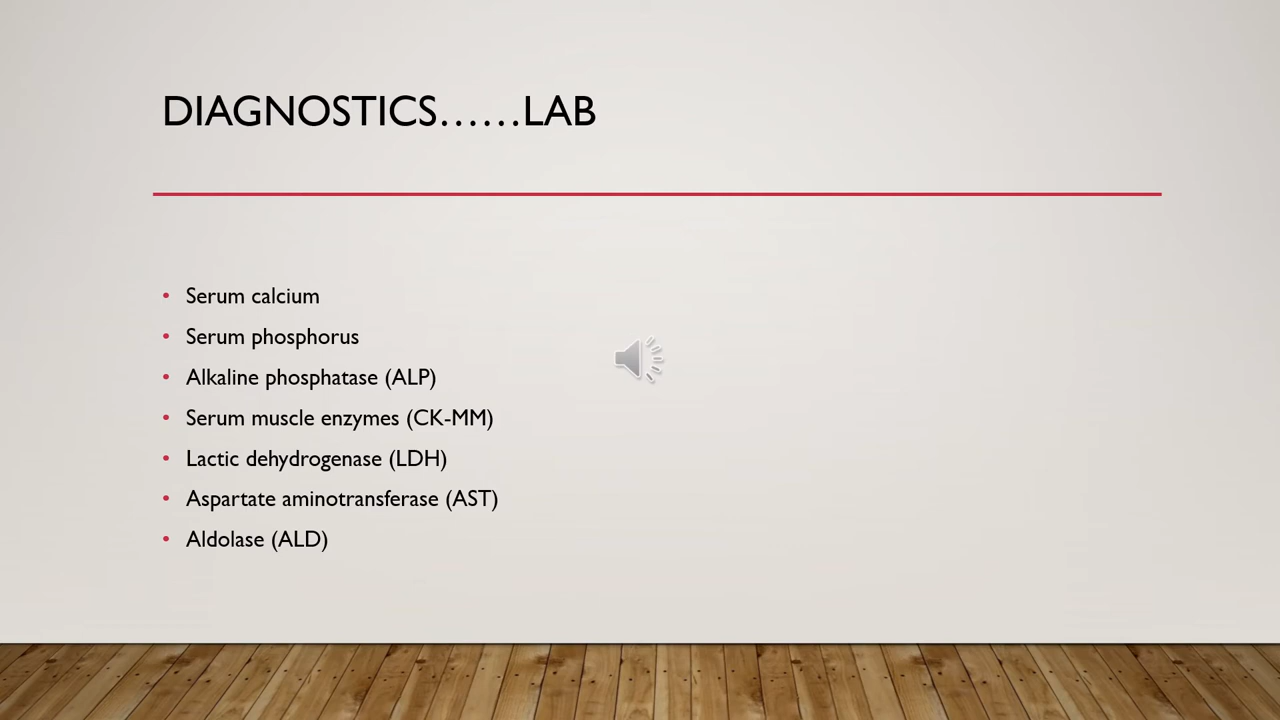 DIAGNOSTICS……LAB
• Serum calcium
• Serum phosphorus
• Alkaline phosphatase (ALP)
• Serum muscle enzymes (CK-MM)
• Lactic dehydrogenase (LDH)
• Aspartate aminotransferase (AST)
• Aldolase (ALD)